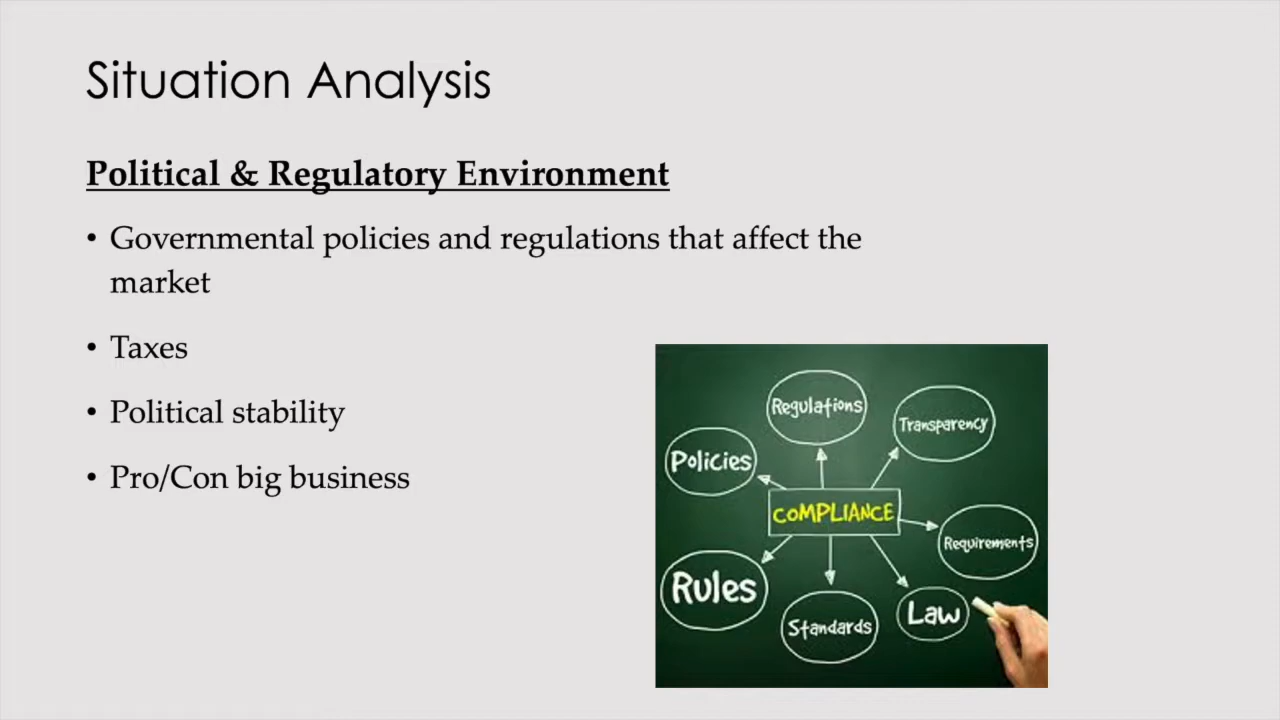 Situation Analysis
Political & Regulatory Environment
• Governmental policies and regulations that affect the
market
• Taxes
• Political stability
• Pro/Con big business
Regulations
Transparency
Policies
COMPLIANCE
Requirements
Rules
Law
Standards